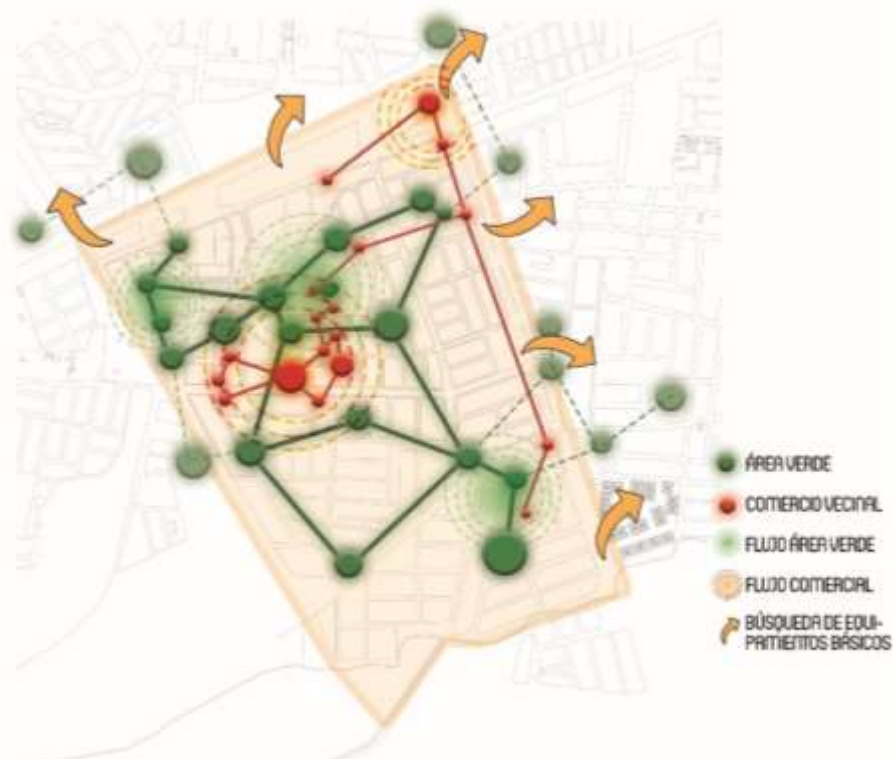 ÁREA VERDE
COMERCIO VECINAL
FLUJO ÁREA VERDE
FLUJO COMERCIAL
BÚSQUEDA DE EQUI-
PAMIENTOS BÁSICOS